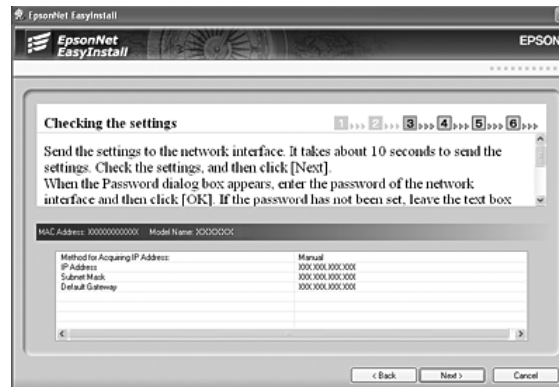 EpsonNet EasyInstall
EpsonNet
EasyInstall
EPSON
Checking the settings
1 2 3 4 5 6
Send the settings to the network interface. It takes about 10 seconds to send the
settings. Check the settings, and then click [Next].
When the Password dialog box appears, enter the password of the network
interface and then click [OK]. If the password has not been set, leave the text box
MAC Address: XXXXXXXXXXXX Model Name: XXXXXXX
Method for Acquiring IP Address: Manual
IP Address XXX.XXX.XXX.XXX
Subnet Mask XXX.XXX.XXX.XXX
Default Gateway XXX.XXX.XXX.XXX
< Back Next > Cancel